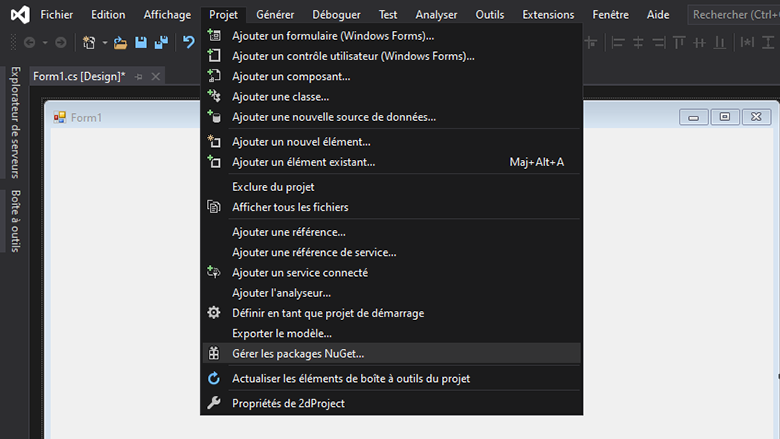 Fichier Edition Affichage Projet Générer Déboguer Test Analyser Outils Extensions Fenêtre Aide Rechercher (Ctrl+Q)
Form1.cs [Design]*
Explorateur de serveurs
Boîte à outils
Form1
Ajouter un formulaire (Windows Forms)...
Ajouter un contrôle utilisateur (Windows Forms)...
Ajouter un composant...
Ajouter une classe...
Ajouter une nouvelle source de données...
Ajouter un nouvel élément...
Ajouter un élément existant... Maj+Alt+A
Exclure du projet
Afficher tous les fichiers
Ajouter une référence...
Ajouter une référence de service...
Ajouter un service connecté
Ajouter l'analyseur...
Définir en tant que projet de démarrage
Exporter le modèle...
Gérer les packages NuGet...
Actualiser les éléments de boîte à outils du projet
Propriétés de 2dProject